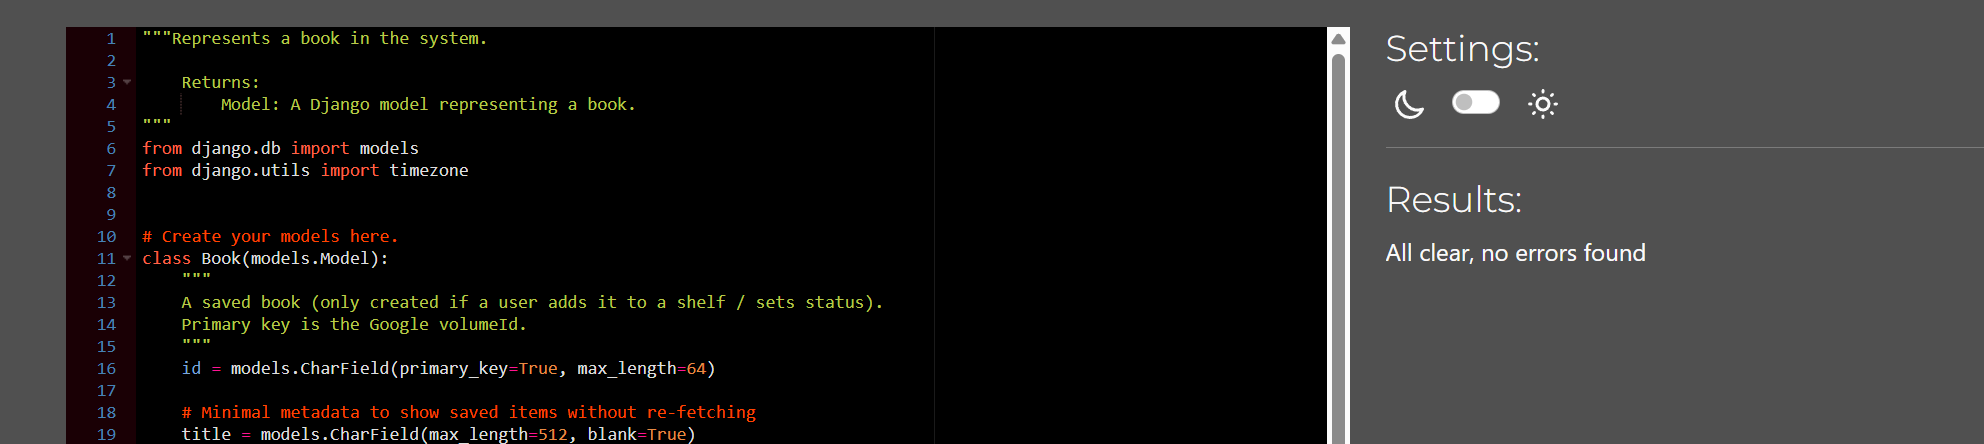 1 """Represents a book in the system.
2
3     Returns:
4         Model: A Django model representing a book.
5 """
6 from django.db import models
7 from django.utils import timezone
8
9
10 # Create your models here.
11 class Book(models.Model):
12     """
13     A saved book (only created if a user adds it to a shelf / sets status).
14     Primary key is the Google volumeId.
15     """
16     id = models.CharField(primary_key=True, max_length=64)
17
18     # Minimal metadata to show saved items without re-fetching
19     title = models.CharField(max_length=512, blank=True)
Settings:
Results:
All clear, no errors found